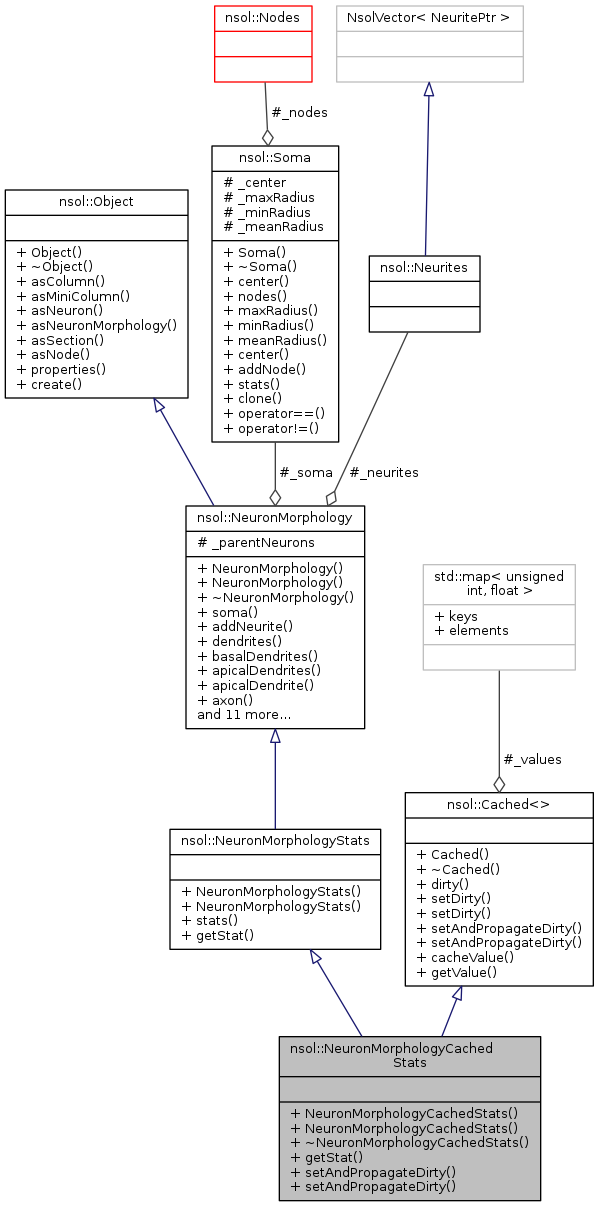 nsol::Nodes
NsolVector< NeuritePtr >
#_nodes
nsol::Soma
# _center
# _maxRadius
# _minRadius
# _meanRadius
+ Soma()
+ ~Soma()
+ center()
+ nodes()
+ maxRadius()
+ minRadius()
+ meanRadius()
+ center()
+ addNode()
+ stats()
+ clone()
+ operator==()
+ operator!=()
nsol::Object
+ Object()
+ ~Object()
+ asColumn()
+ asMiniColumn()
+ asNeuron()
+ asNeuronMorphology()
+ asSection()
+ asNode()
+ properties()
+ create()
nsol::Neurites
#_soma
#_neurites
nsol::NeuronMorphology
# _parentNeurons
+ NeuronMorphology()
+ NeuronMorphology()
+ ~NeuronMorphology()
+ soma()
+ addNeurite()
+ dendrites()
+ basalDendrites()
+ apicalDendrites()
+ apicalDendrite()
+ axon()
and 11 more...
std::map< unsigned
int, float >
+ keys
+ elements
#_values
nsol::NeuronMorphologyStats
+ NeuronMorphologyStats()
+ NeuronMorphologyStats()
+ stats()
+ getStat()
nsol::Cached<>
+ Cached()
+ ~Cached()
+ dirty()
+ setDirty()
+ setDirty()
+ setAndPropagateDirty()
+ setAndPropagateDirty()
+ cacheValue()
+ getValue()
nsol::NeuronMorphologyCached
Stats
+ NeuronMorphologyCachedStats()
+ NeuronMorphologyCachedStats()
+ ~NeuronMorphologyCachedStats()
+ getStat()
+ setAndPropagateDirty()
+ setAndPropagateDirty()